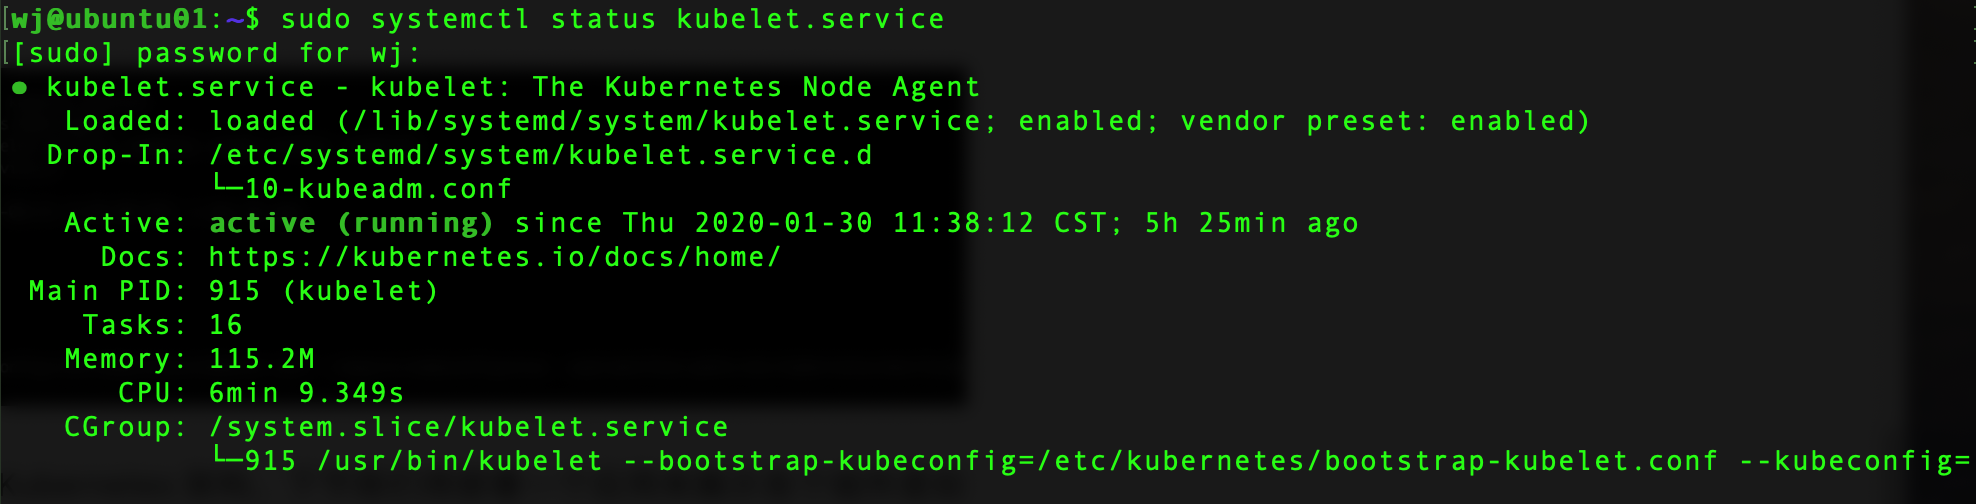 [wj@ubuntu01:~$ sudo systemctl status kubelet.service
[[sudo] password for wj:
● kubelet.service - kubelet: The Kubernetes Node Agent
   Loaded: loaded (/lib/systemd/system/kubelet.service; enabled; vendor preset: enabled)
  Drop-In: /etc/systemd/system/kubelet.service.d
           └─10-kubeadm.conf
   Active: active (running) since Thu 2020-01-30 11:38:12 CST; 5h 25min ago
     Docs: https://kubernetes.io/docs/home/
 Main PID: 915 (kubelet)
    Tasks: 16
   Memory: 115.2M
      CPU: 6min 9.349s
   CGroup: /system.slice/kubelet.service
           └─915 /usr/bin/kubelet --bootstrap-kubeconfig=/etc/kubernetes/bootstrap-kubelet.conf --kubeconfig=